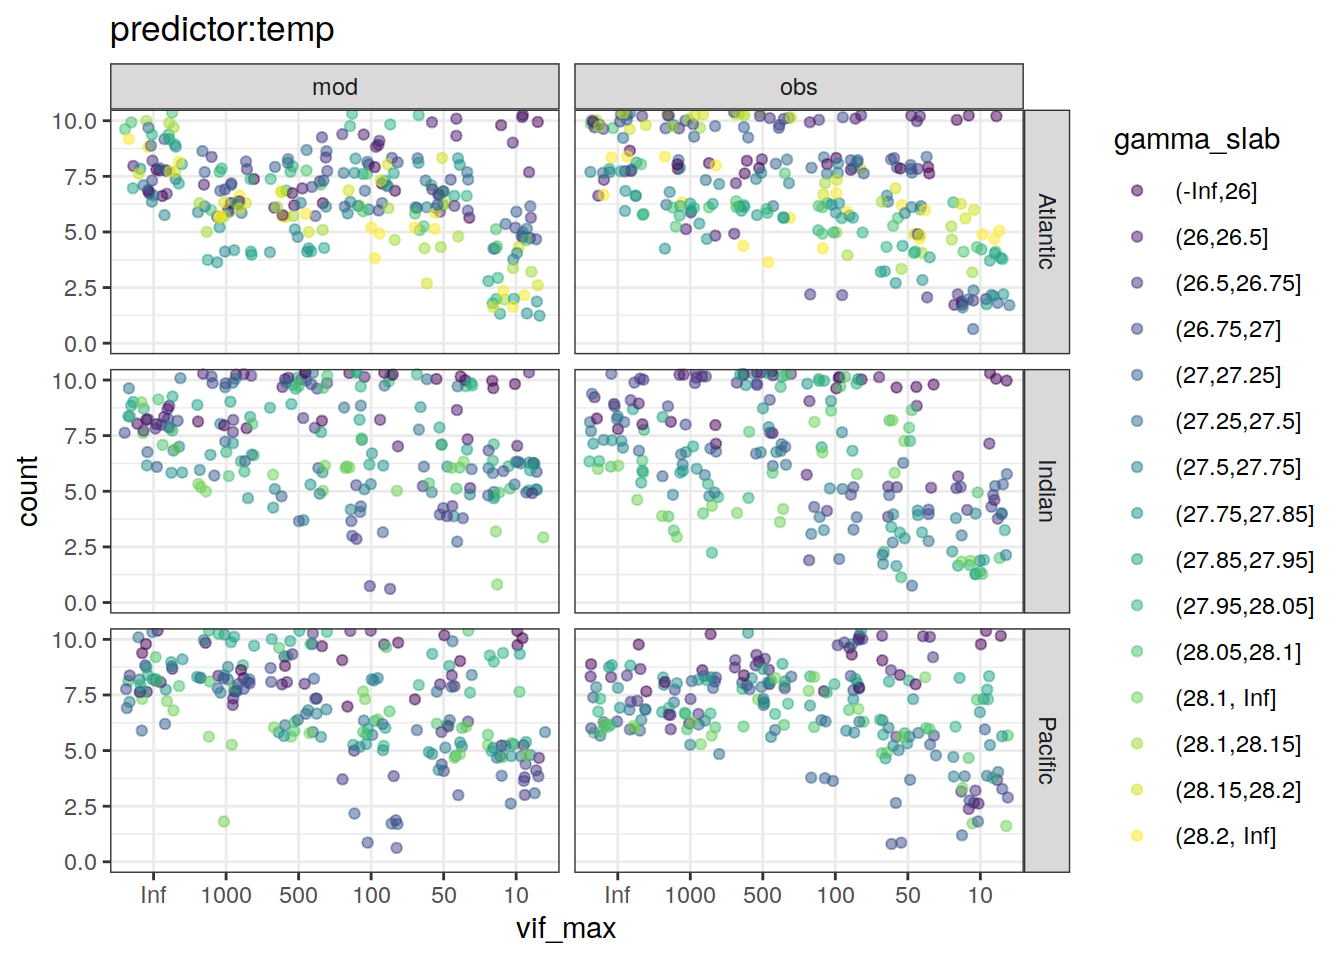 predictor:temp
mod
obs
count
10.0
7.5
5.0
2.5
0.0
Atlantic
10.0
7.5
5.0
2.5
0.0
Indian
10.0
7.5
5.0
2.5
0.0
Pacific
Inf 1000 500 100 50 10
Inf 1000 500 100 50 10
vif_max
gamma_slab
(-Inf,26]
(26,26.5]
(26.5,26.75]
(26.75,27]
(27,27.25]
(27.25,27.5]
(27.5,27.75]
(27.75,27.85]
(27.85,27.95]
(27.95,28.05]
(28.05,28.1]
(28.1, Inf]
(28.1,28.15]
(28.15,28.2]
(28.2, Inf]